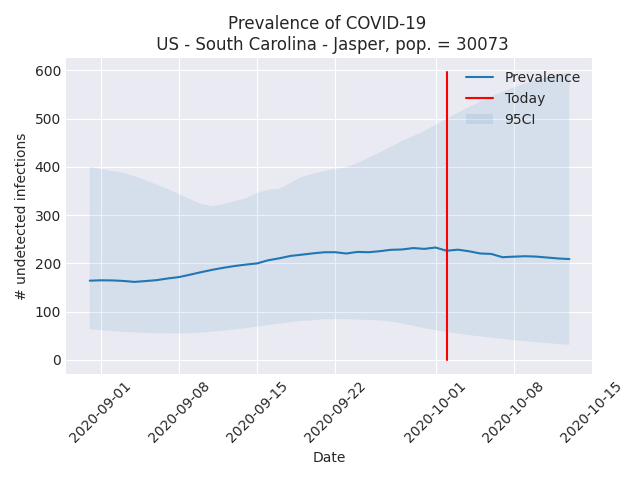 Prevalence of COVID-19
US - South Carolina - Jasper, pop. = 30073
600
500
400
300
200
100
0
# undetected infections
Prevalence
Today
95CI
2020-09-01
2020-09-08
2020-09-15
2020-09-22
2020-10-01
2020-10-08
2020-10-15
Date